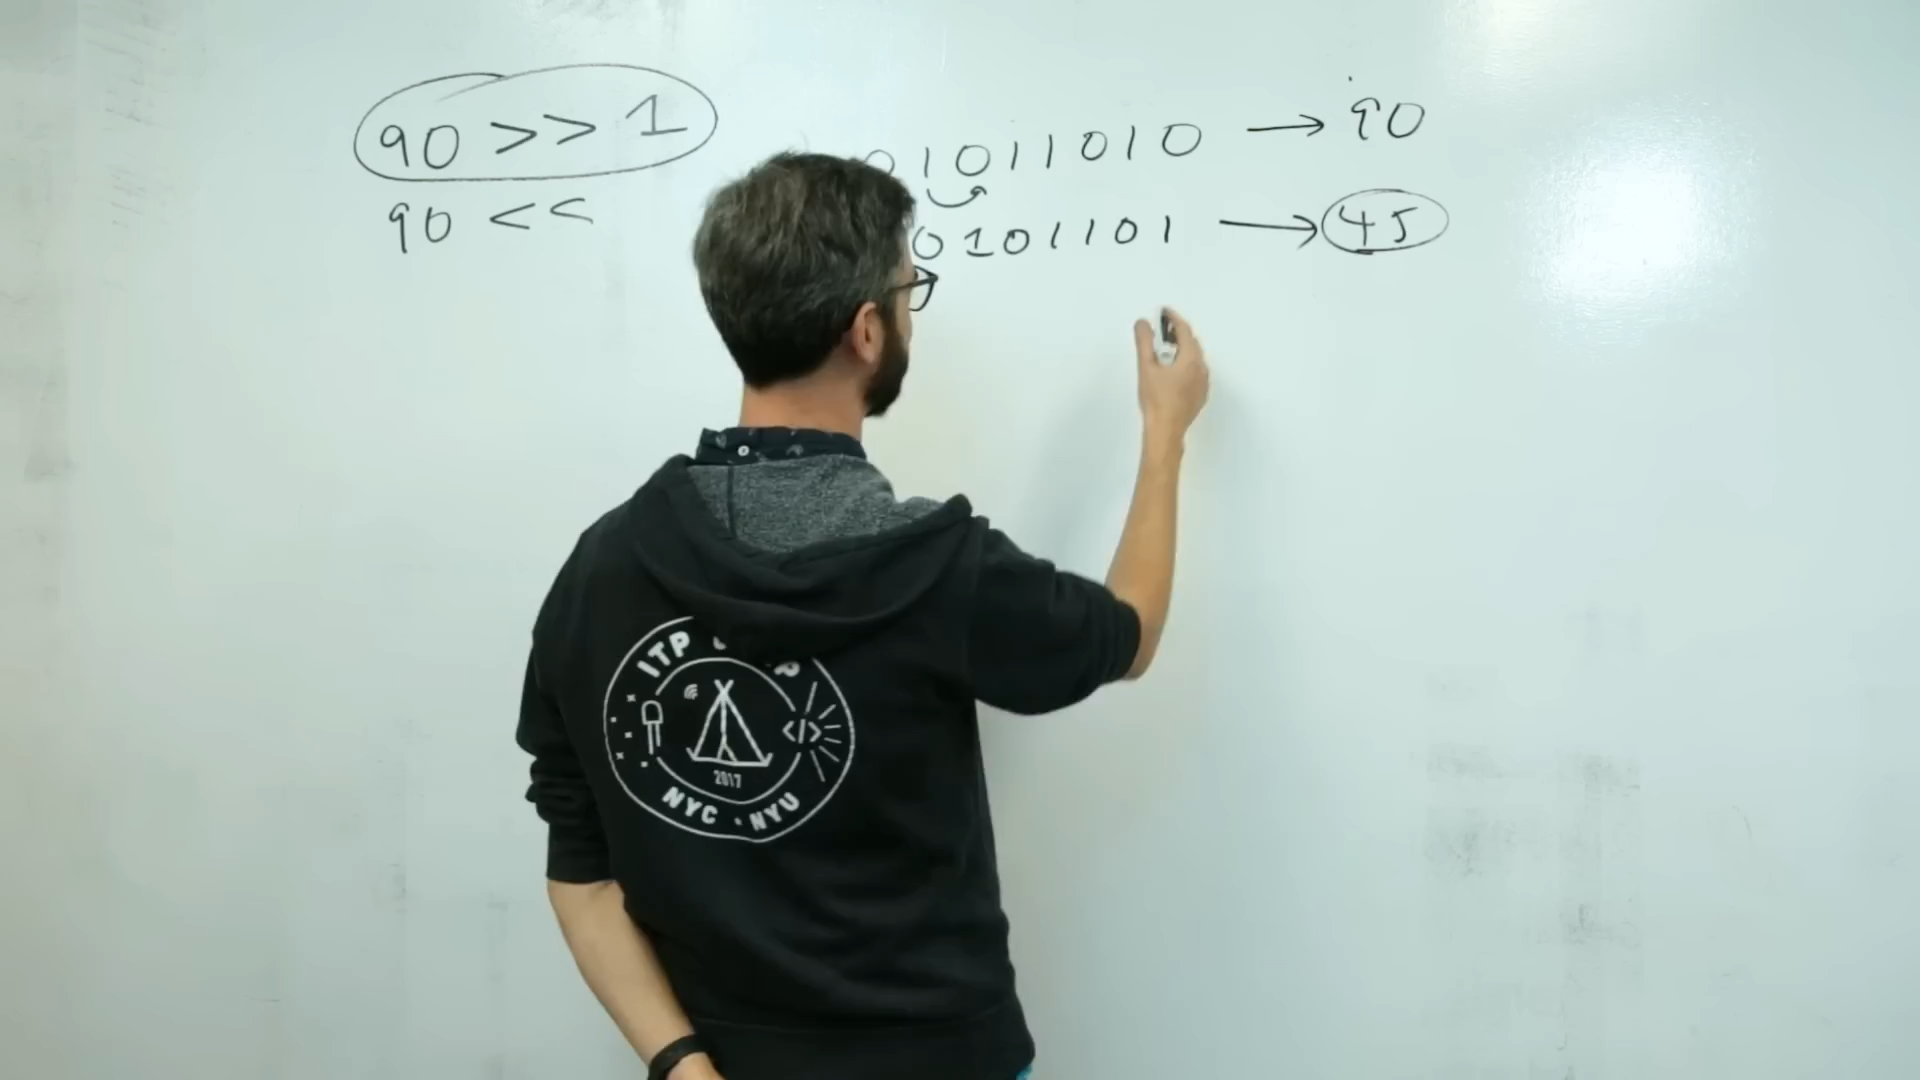 90 >> 1
01011010 → 90
90 <<
0101101 → 45
ITP
2017
</>
NYC • NYU